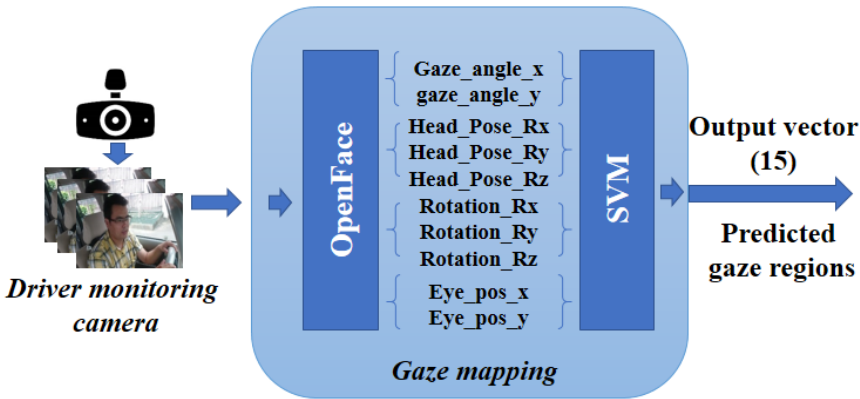 Driver monitoring
camera
OpenFace
Gaze_angle_x
gaze_angle_y
Head_Pose_Rx
Head_Pose_Ry
Head_Pose_Rz
Rotation_Rx
Rotation_Ry
Rotation_Rz
Eye_pos_x
Eye_pos_y
SVM
Gaze mapping
Output vector
(15)
Predicted
gaze regions